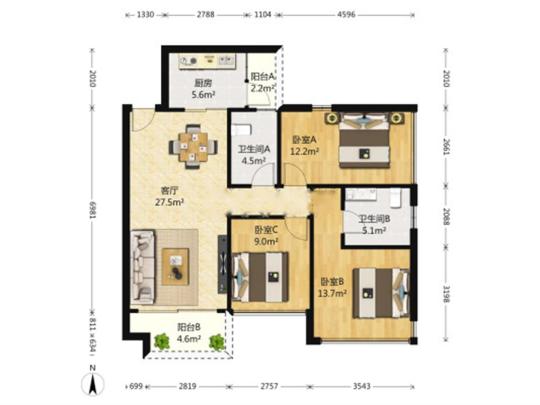 1330 2788 1104 4596
2010 2010
厨房
5.6m²
阳台A
2.2m²
卫生间A
4.5m²
卧室A
12.2m²
2661
客厅
27.5m²
6981
卫生间B
5.1m²
2088
卧室C
9.0m²
卧室B
13.7m²
3198
阳台B
4.6m²
811
634
N
699 2819 2757 3543